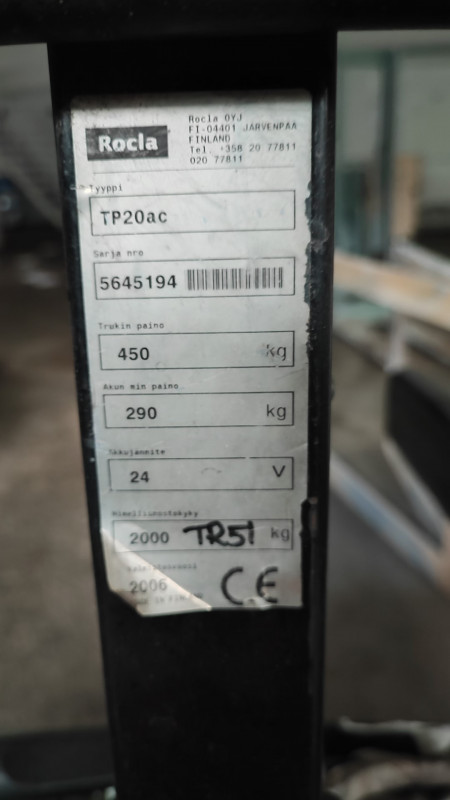 Rocla
Rocla OYJ
FI-04401 JARVENPAA
FINLAND
Tel. +358 20 77811
020 77811
Tyyppi
TP20ac
Sarja nro
5645194
Trukin paino
450 kg
Akun min paino
290 kg
Akkujännite
24 V
Nimellisnostokyky
2000 TR51 kg
2006
CE